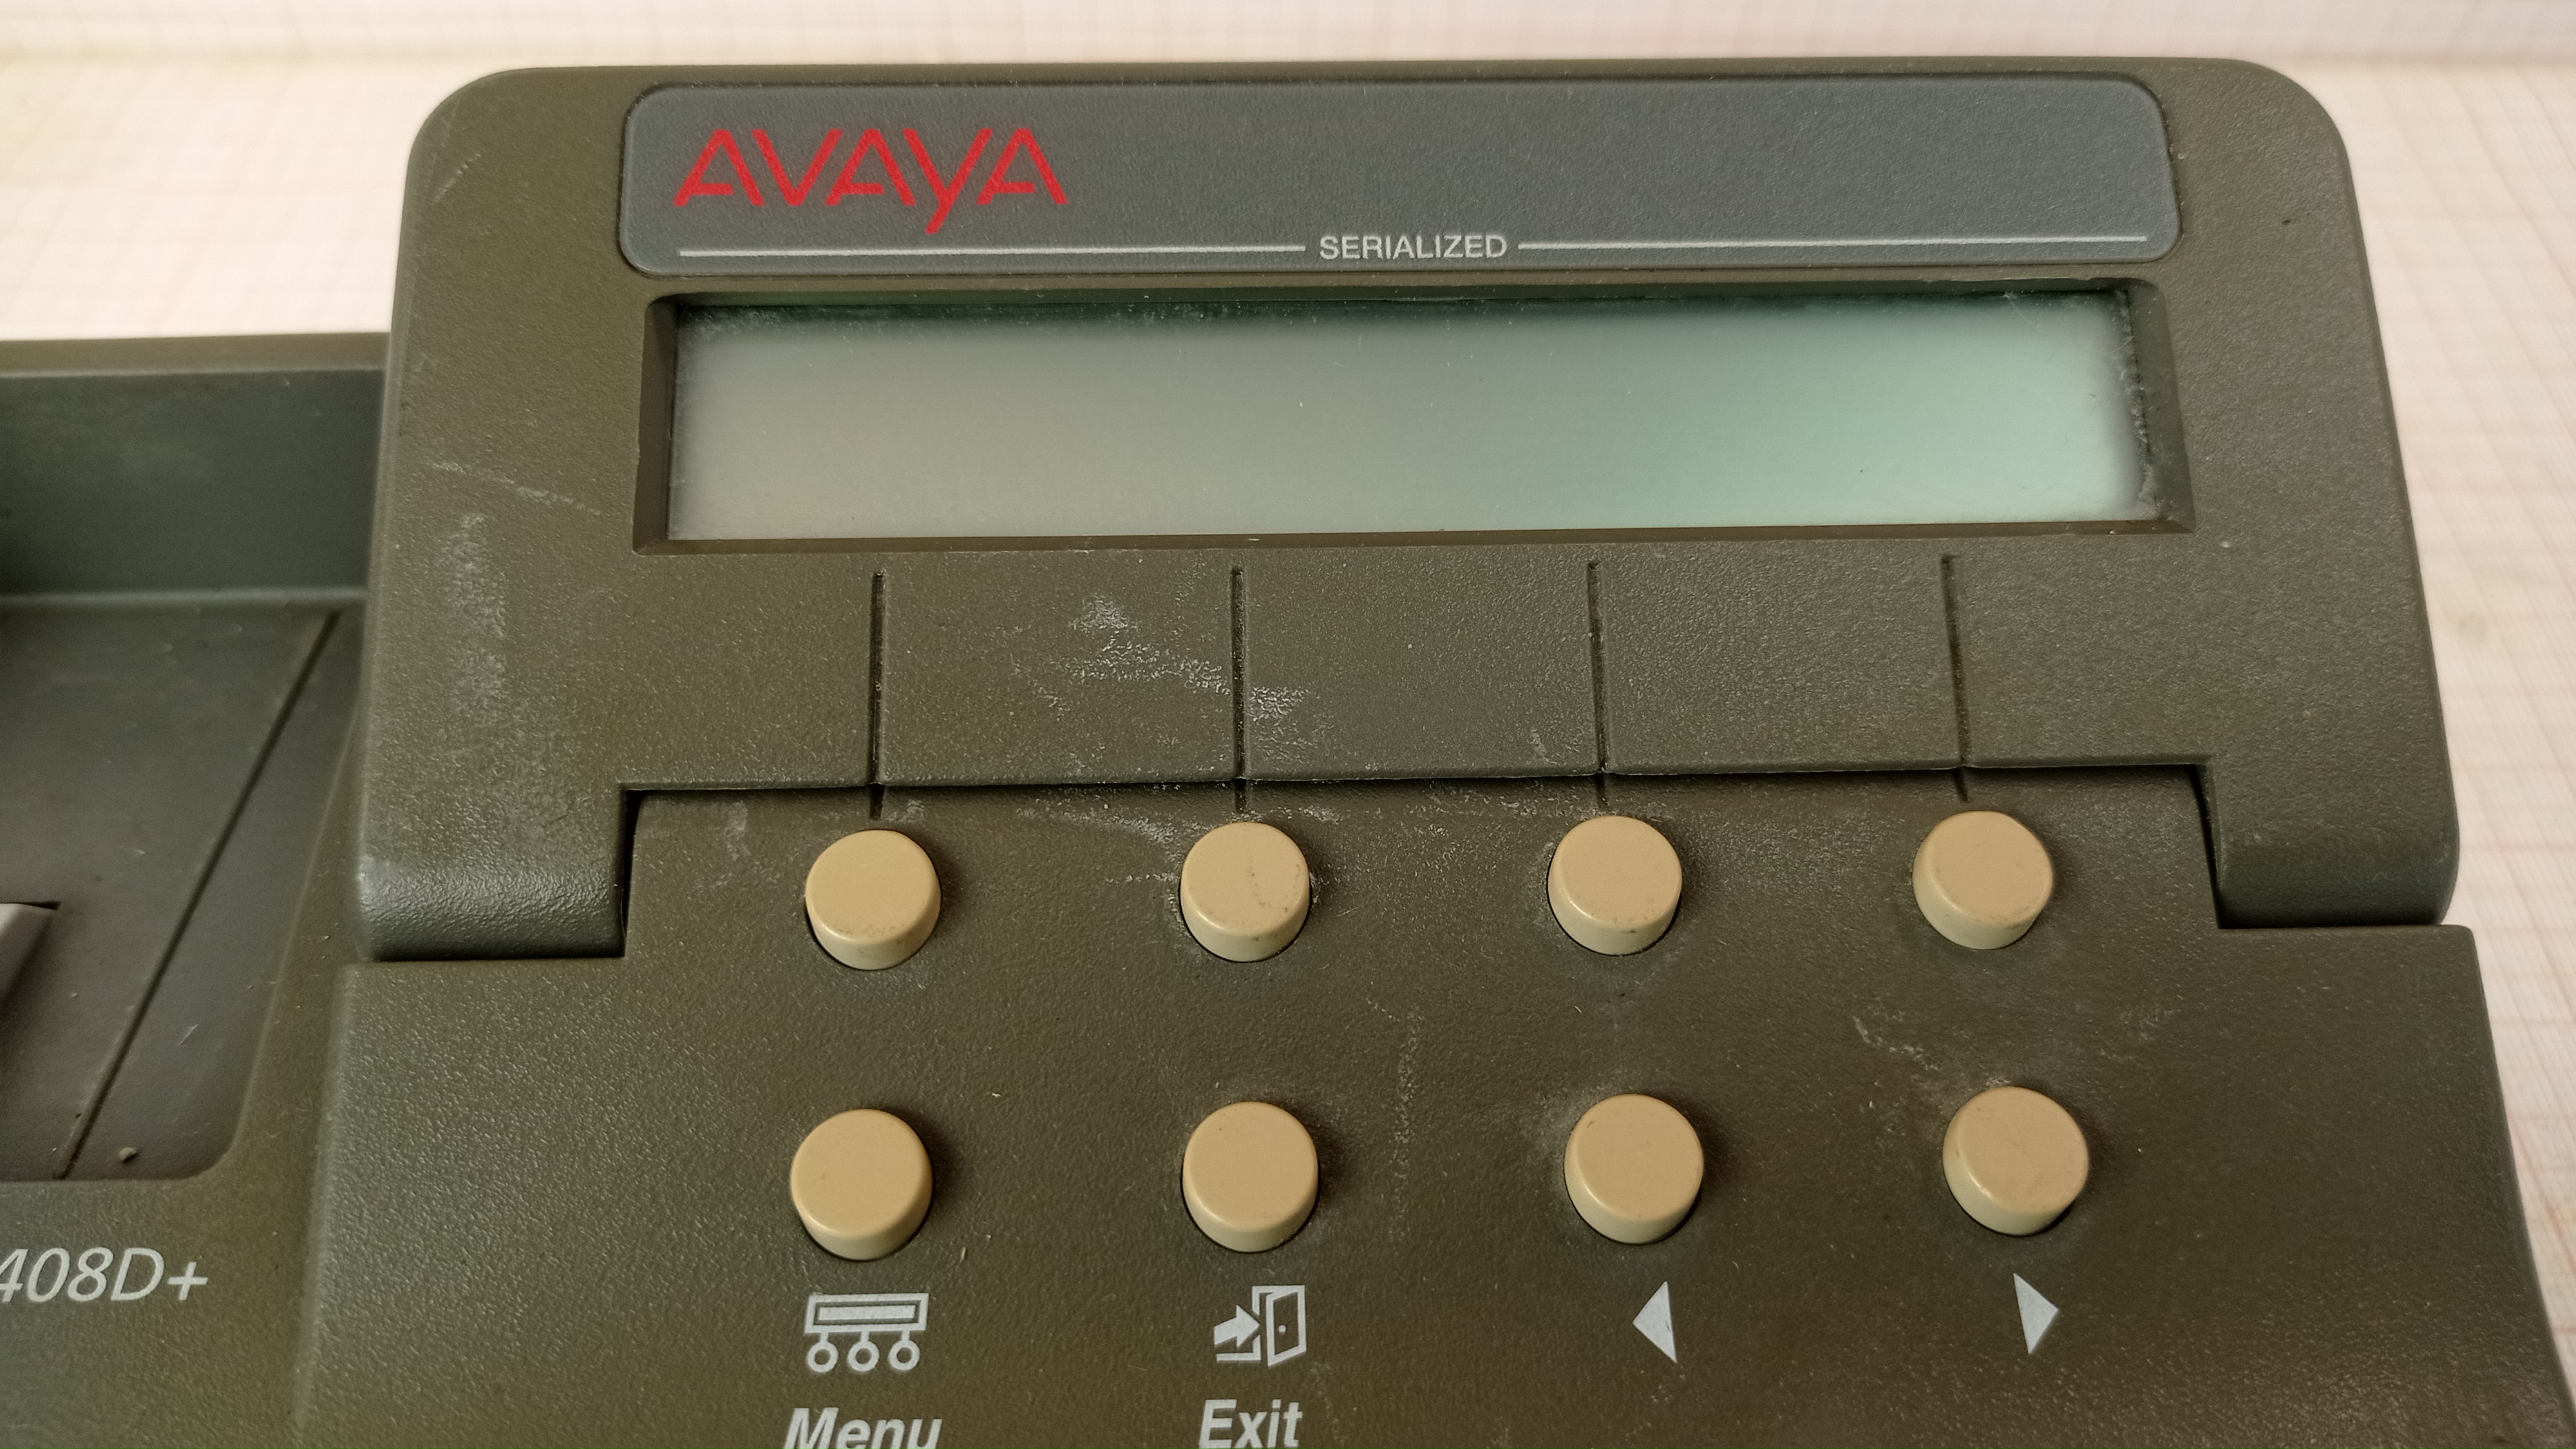 AVAYA
SERIALIZED
408D+
Menu
Exit